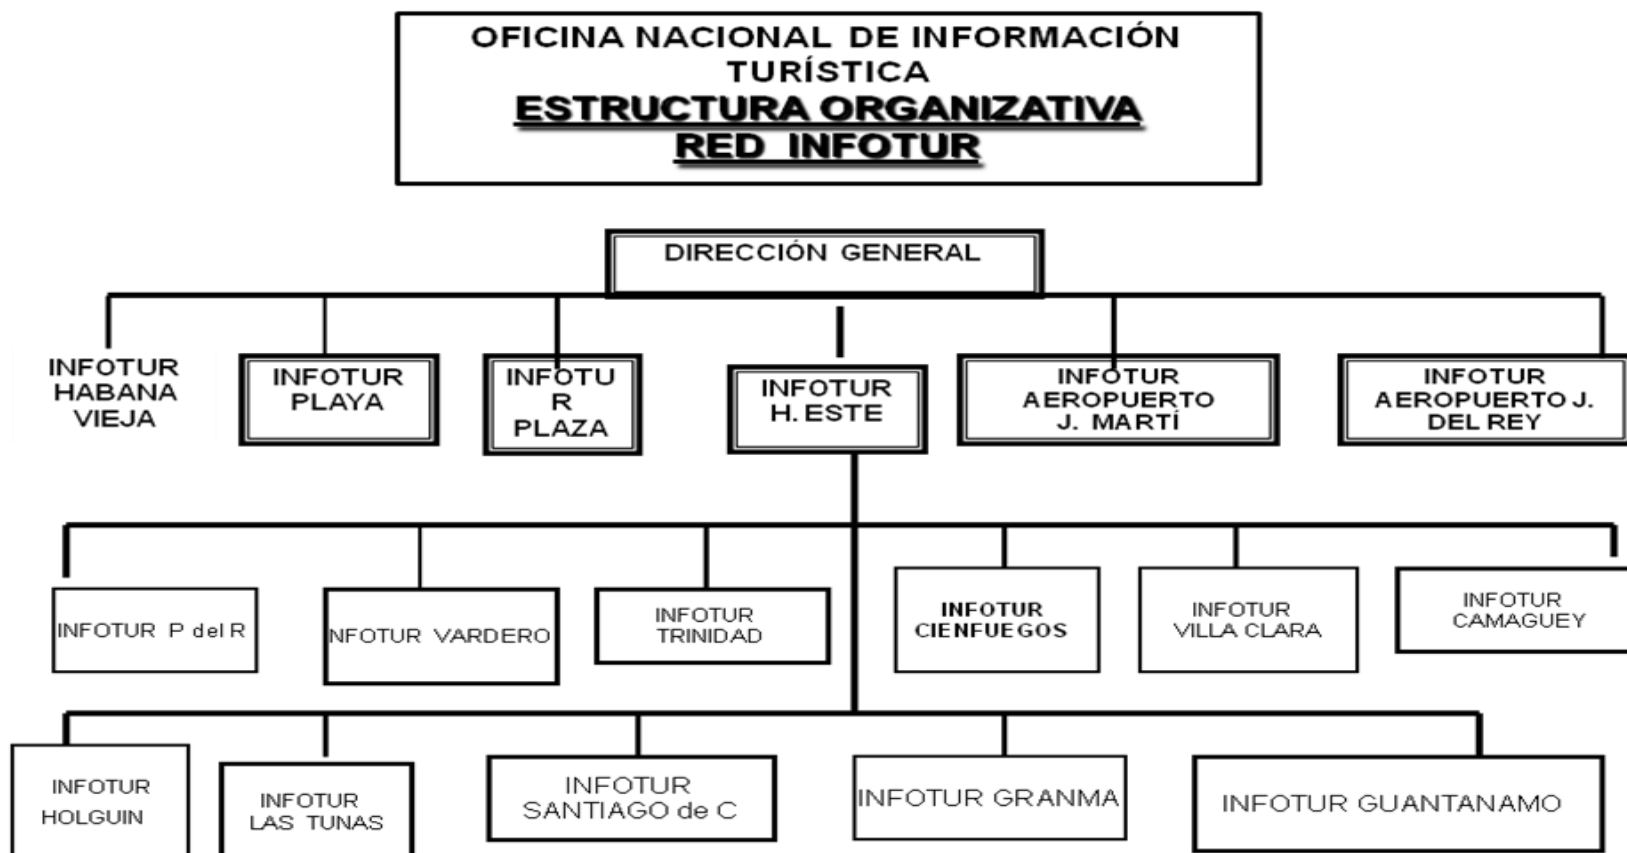 OFICINA NACIONAL DE INFORMACIÓN
TURÍSTICA
ESTRUCTURA ORGANIZATIVA
RED INFOTUR
DIRECCIÓN GENERAL
INFOTUR
HABANA
VIEJA
INFOTUR
PLAYA
INFOTU
R
PLAZA
INFOTUR
H. ESTE
INFOTUR
AEROPUERTO
J. MARTÍ
INFOTUR
AEROPUERTO J.
DEL REY
INFOTUR P del R
NFOTUR VARDERO
INFOTUR
TRINIDAD
INFOTUR
CIENFUEGOS
INFOTUR
VILLA CLARA
INFOTUR
CAMAGUEY
INFOTUR
HOLGUIN
INFOTUR
LAS TUNAS
INFOTUR
SANTIAGO de C
INFOTUR GRANMA
INFOTUR GUANTANAMO